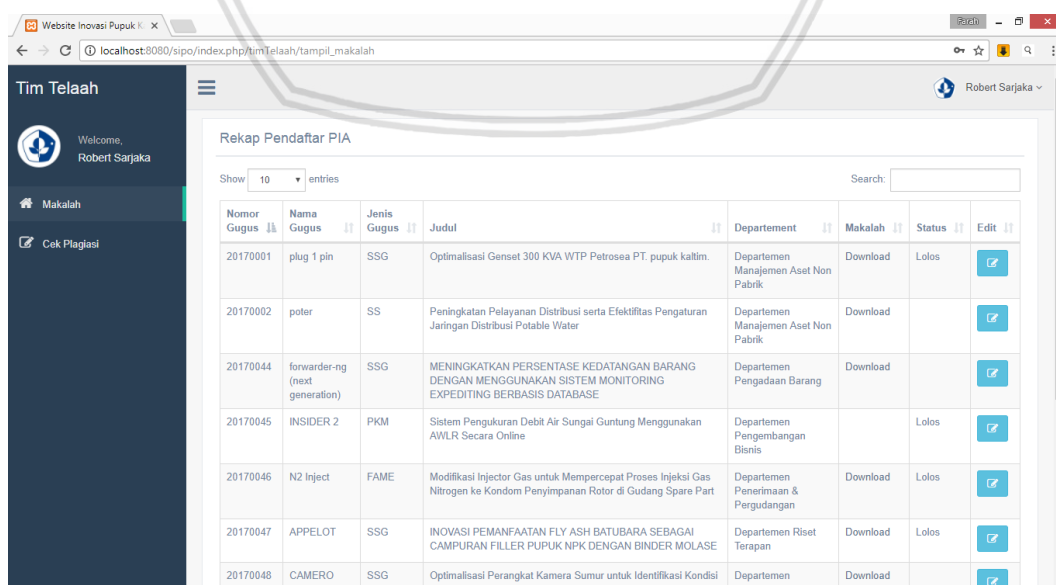 Website Inovasi Pupuk K
Farah
localhost:8080/sipo/index.php/timTelaah/tampil_makalah
Tim Telaah
Robert Sarjaka
Welcome,
Robert Sarjaka
Makalah
Cek Plagiasi
Rekap Pendaftar PIA
Show 10 entries
Search:
Nomor Gugus Nama Gugus Jenis Gugus Judul Departement Makalah Status Edit
20170001 plug 1 pin SSG Optimalisasi Genset 300 KVA WTP Petrosea PT. pupuk kaltim. Departemen Download Lolos
Manajemen Aset Non
Pabrik
20170002 poter SS Peningkatan Pelayanan Distribusi serta Efektifitas Pengaturan Departemen Download
Jaringan Distribusi Potable Water Manajemen Aset Non
Pabrik
20170044 forwarder-ng SSG MENINGKATKAN PERSENTASE KEDATANGAN BARANG Departemen Download
(next DENGAN MENGGUNAKAN SISTEM MONITORING Pengadaan Barang
generation) EXPEDITING BERBASIS DATABASE
20170045 INSIDER 2 PKM Sistem Pengukuran Debit Air Sungai Guntung Menggunakan Departemen Lolos
AWLR Secara Online Pengembangan
Bisnis
20170046 N2 Inject FAME Modifikasi Injector Gas untuk Mempercepat Proses Injeksi Gas Departemen Download Lolos
Nitrogen ke Kondom Penyimpanan Rotor di Gudang Spare Part Penerimaan &
Pergudangan
20170047 APPELOT SSG INOVASI PEMANFAATAN FLY ASH BATUBARA SEBAGAI Departemen Riset Download Lolos
CAMPURAN FILLER PUPUK NPK DENGAN BINDER MOLASE Terapan
20170048 CAMERO SSG Optimalisasi Perangkat Kamera Sumur untuk Identifikasi Kondisi Departemen Download